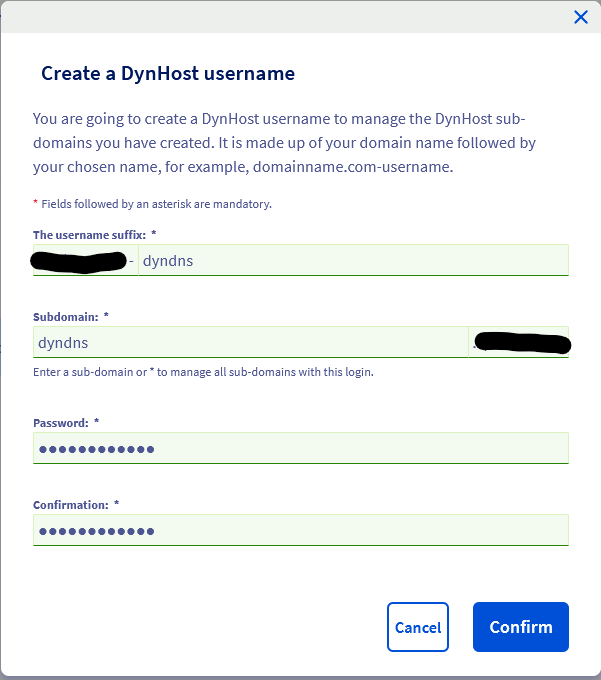 Create a DynHost username
You are going to create a DynHost username to manage the DynHost sub-
domains you have created. It is made up of your domain name followed by
your chosen name, for example, domainname.com-username.
* Fields followed by an asterisk are mandatory.
The username suffix: *
- dyndns
Subdomain: *
dyndns .
Enter a sub-domain or * to manage all sub-domains with this login.
Password: *
●●●●●●●●●●●●
Confirmation: *
●●●●●●●●●●●●
Cancel Confirm